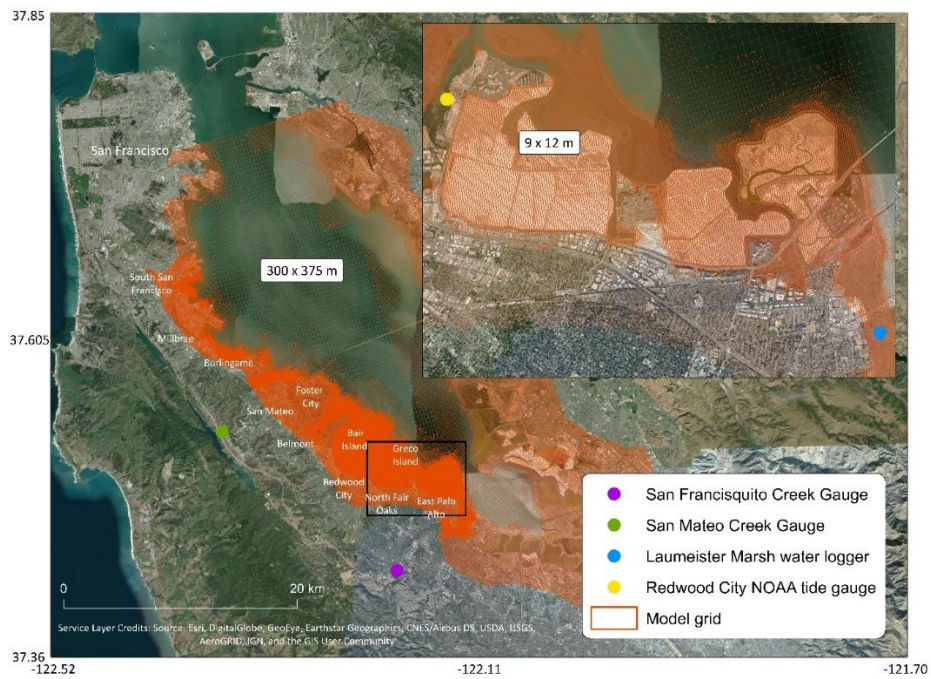 37.85
37.605
37.36
-122.52
-122.11
-121.70
San Francisco
South San
Francisco
Millbrae
Burlingame
San Mateo
Foster
City
Belmont
Bair
Island
Greco
Island
Redwood
City
North Fair
Oaks
East Palo
Alto
300 x 375 m
9 x 12 m
0
20 km
Service Layer Credits: Source: Esri, DigitalGlobe, GeoEye, Earthstar Geographics, CNES/Airbus DS, USDA, USGS,
AeroGRID, IGN, and the GIS User Community
San Francisquito Creek Gauge
San Mateo Creek Gauge
Laumeister Marsh water logger
Redwood City NOAA tide gauge
Model grid